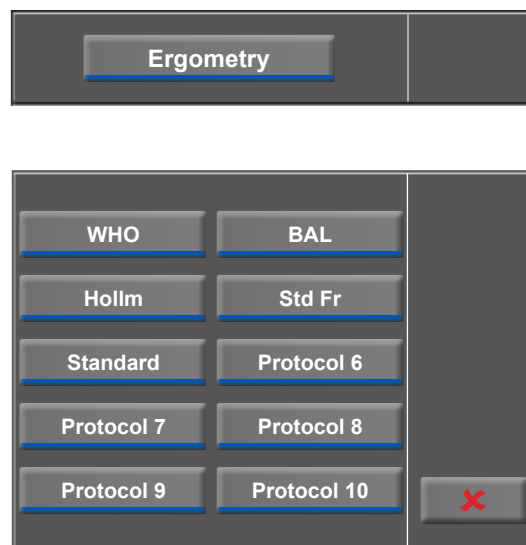 Ergometry
WHO BAL
Hollm Std Fr
Standard Protocol 6
Protocol 7 Protocol 8
Protocol 9 Protocol 10